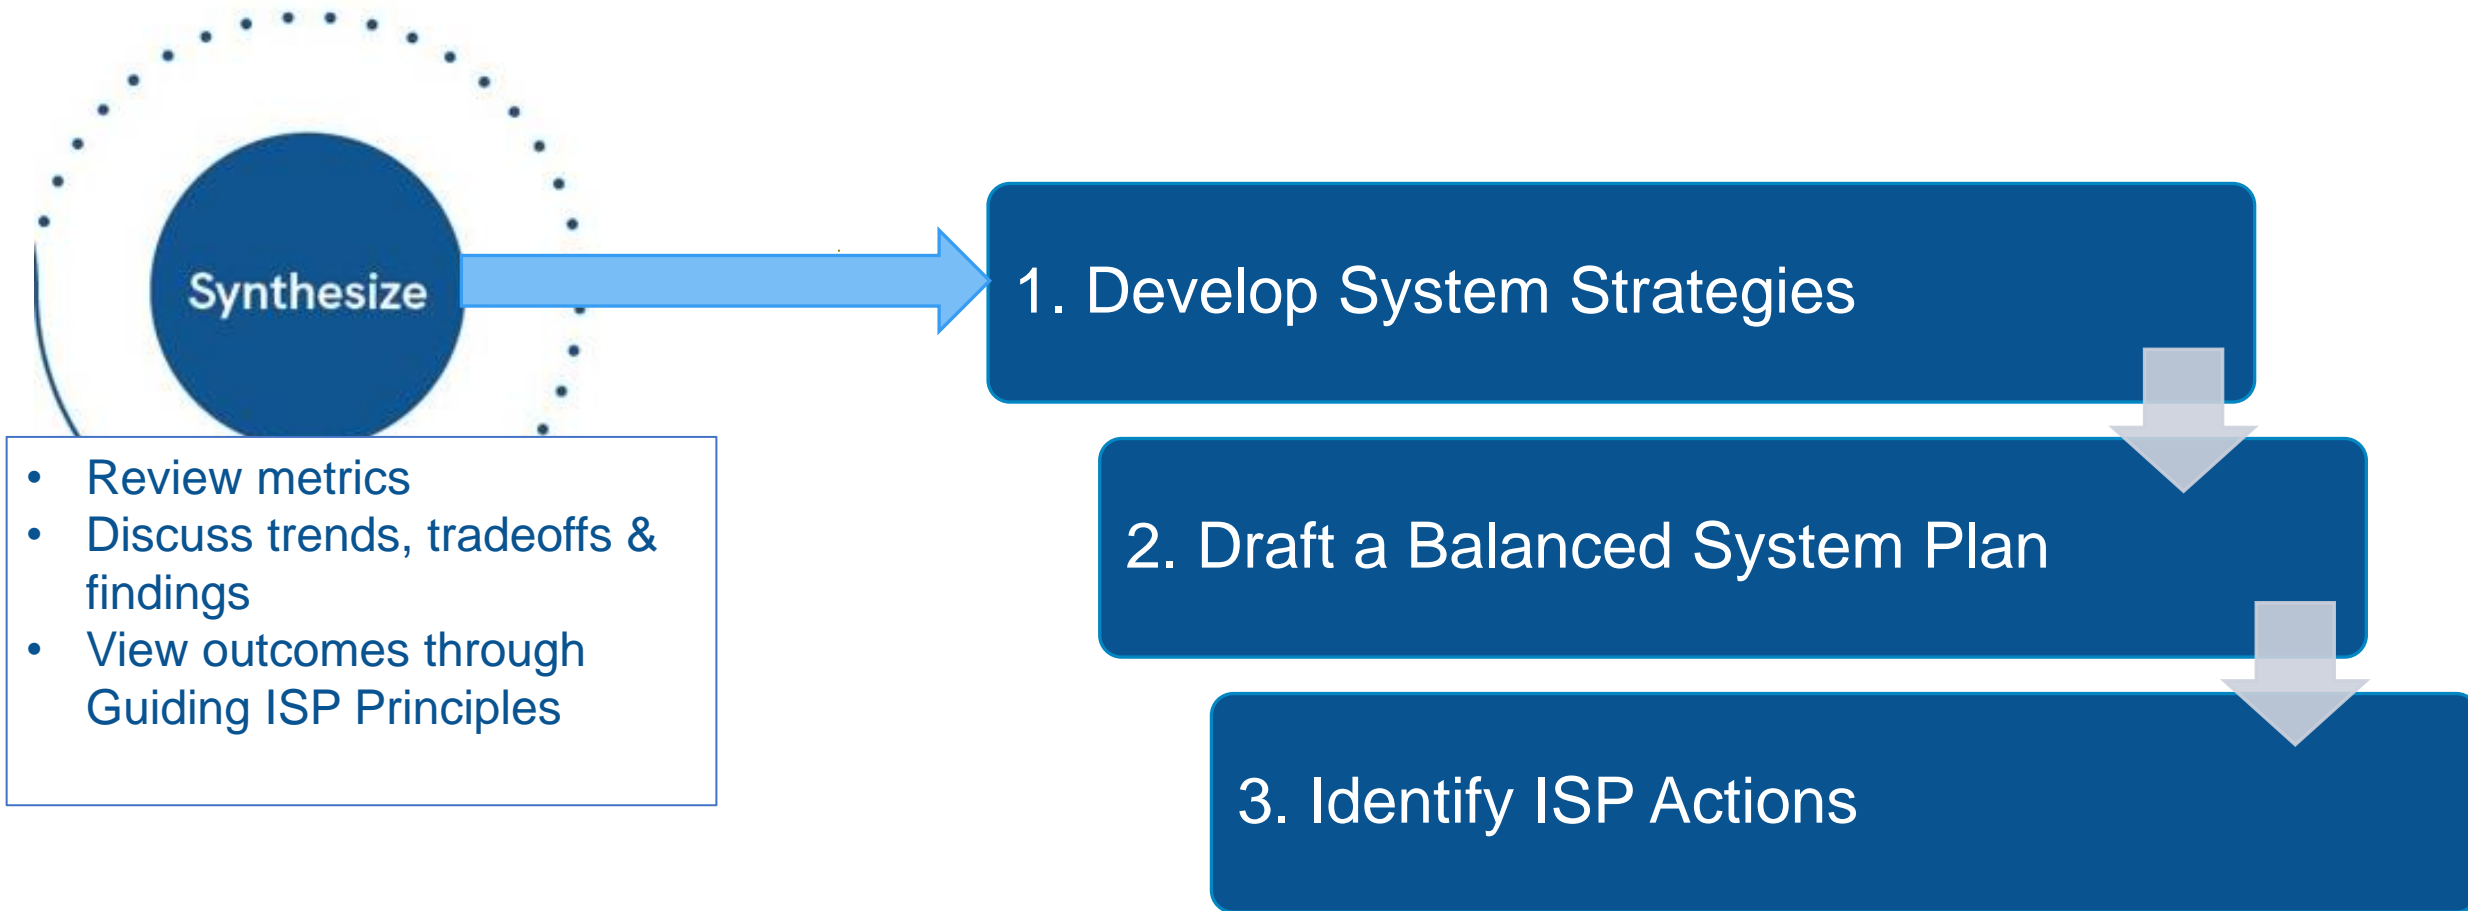 Synthesize
• Review metrics
• Discuss trends, tradeoffs &
findings
• View outcomes through
Guiding ISP Principles
1. Develop System Strategies
2. Draft a Balanced System Plan
3. Identify ISP Actions